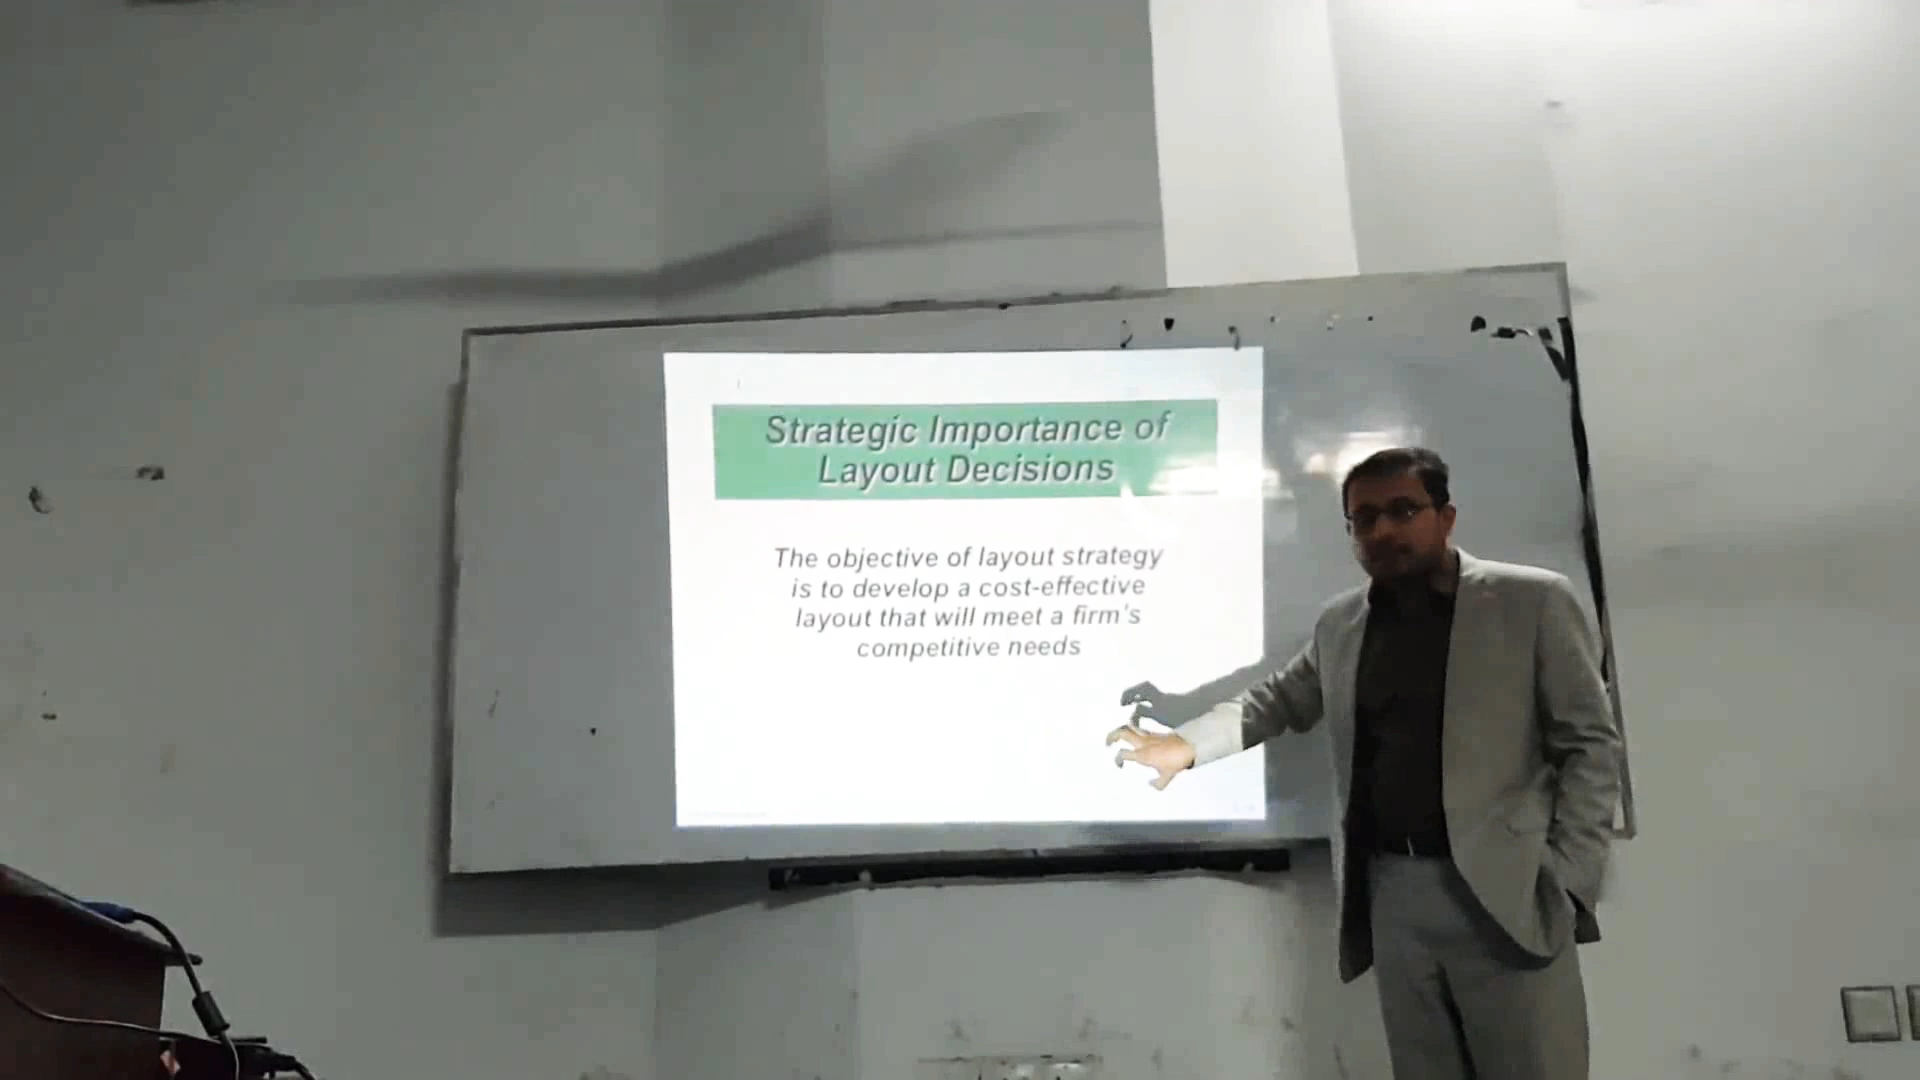 Strategic Importance of
Layout Decisions
The objective of layout strategy
is to develop a cost-effective
layout that will meet a firm's
competitive needs